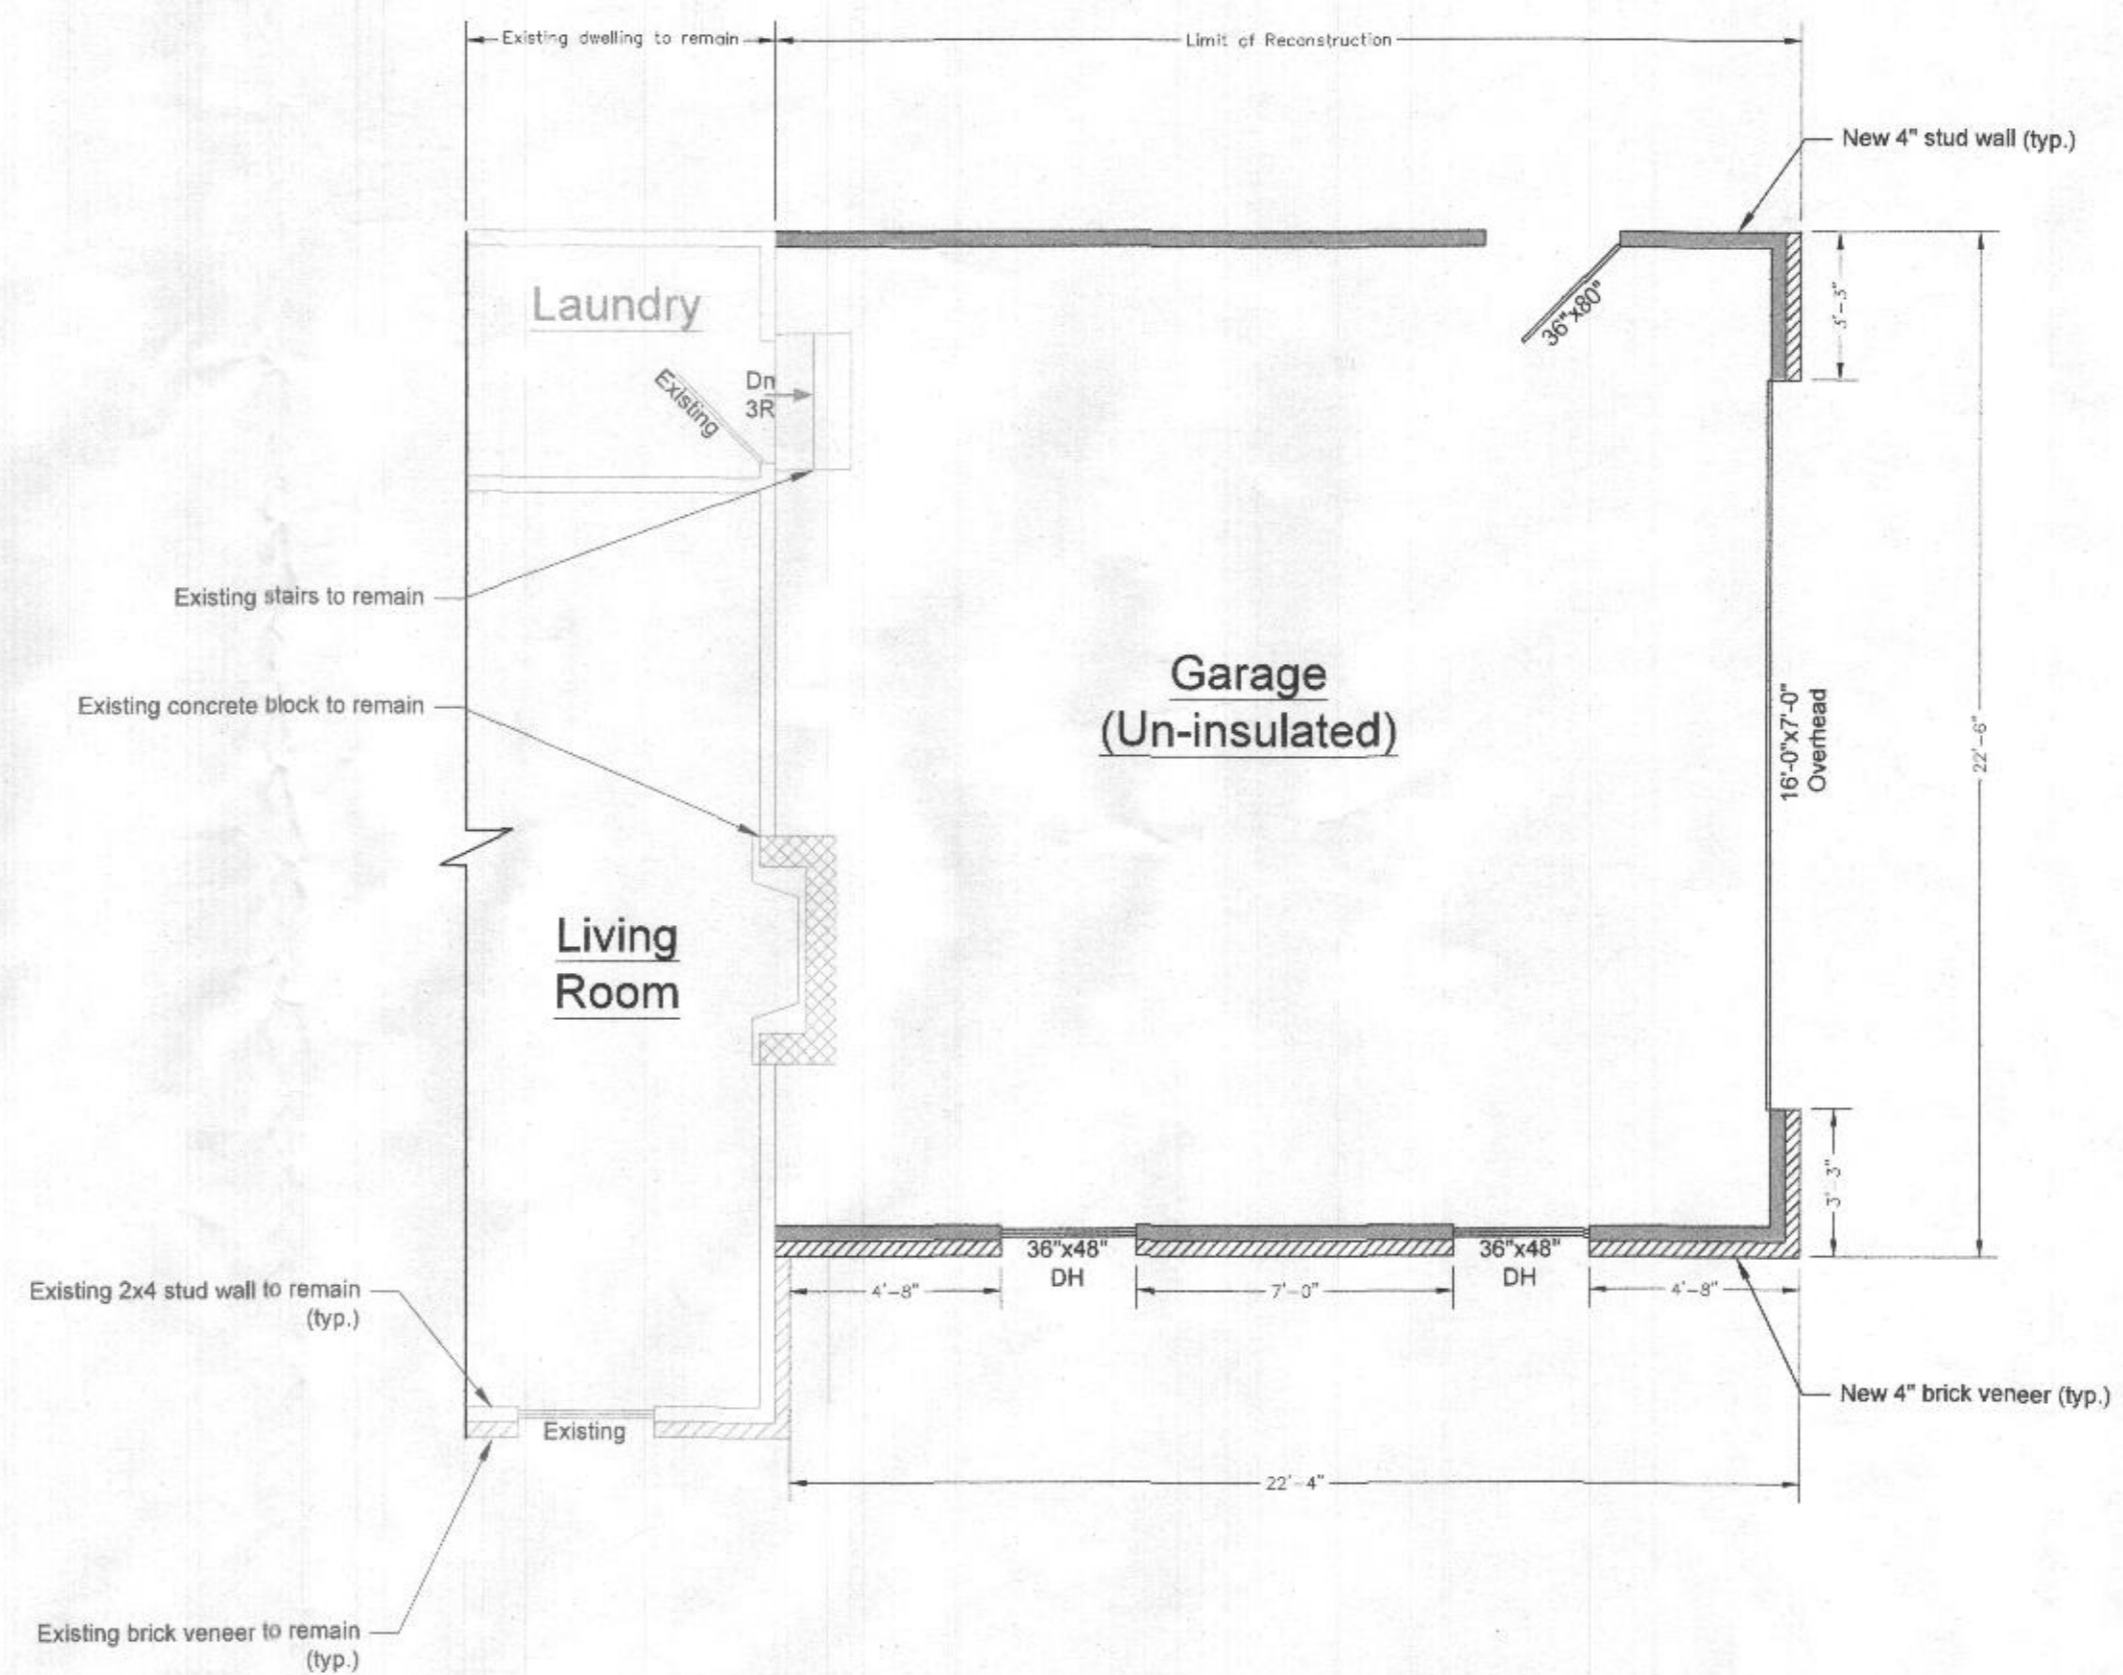 Existing dwelling to remain
Limit of Reconstruction
New 4" stud wall (typ.)
Laundry
36"x80"
3'-3"
Existing
Dn
3R
Existing stairs to remain
Existing concrete block to remain
Garage
(Un-insulated)
16'-0"x7'-0"
Overhead
22'-6"
Living
Room
3'-3"
36"x48"
DH
36"x48"
DH
4'-8"
7'-0"
4'-8"
Existing 2x4 stud wall to remain
(typ.)
New 4" brick veneer (typ.)
Existing
22'-4"
Existing brick veneer to remain
(typ.)